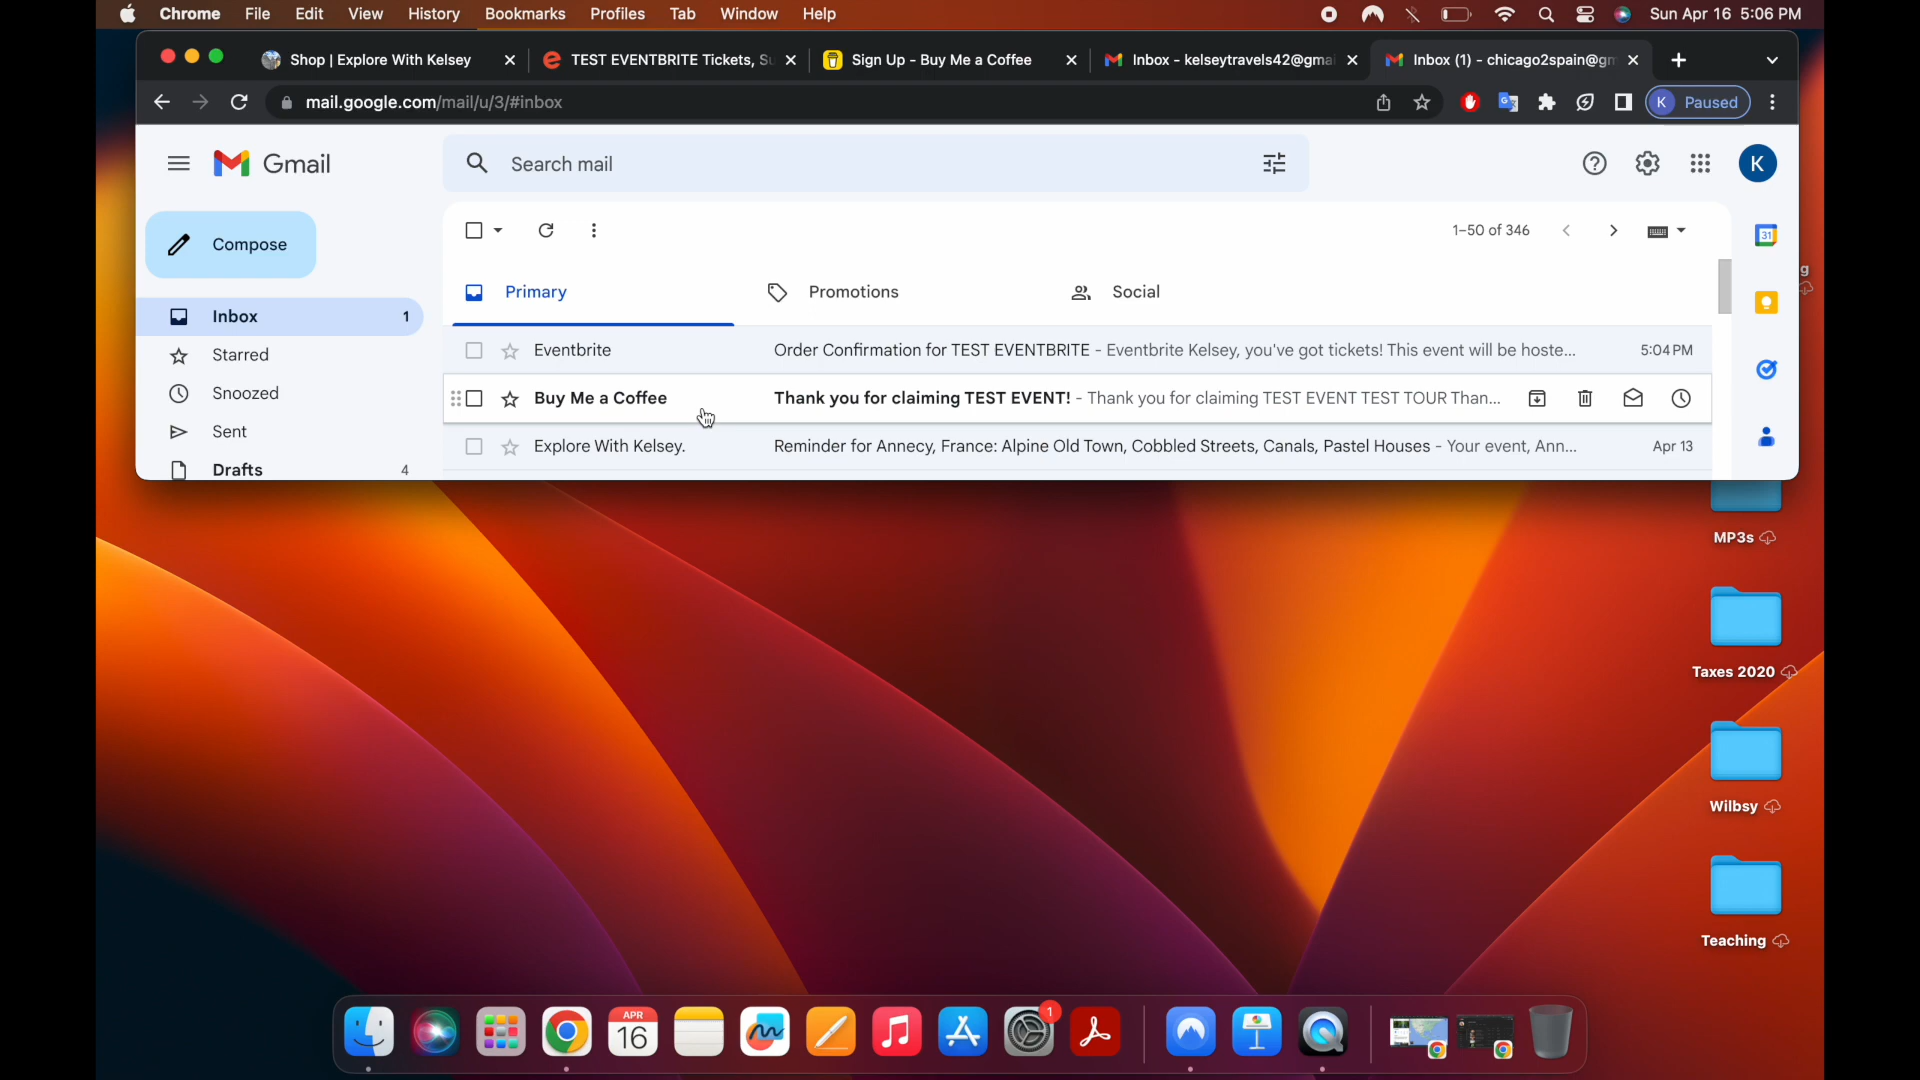 Chrome File Edit View History Bookmarks Profiles Tab Window Help Sun Apr 16 5:06 PM
Shop | Explore With Kelsey TEST EVENTBRITE Tickets, Su Sign Up - Buy Me a Coffee Inbox - kelseytravels42@gmai Inbox (1) - chicago2spain@gm
mail.google.com/mail/u/3/#inbox K Paused
Gmail Search mail K
Compose 1-50 of 346
31
g
Primary Promotions Social
Inbox 1
Eventbrite Order Confirmation for TEST EVENTBRITE - Eventbrite Kelsey, you've got tickets! This event will be hoste... 5:04 PM
Starred
Snoozed
Buy Me a Coffee Thank you for claiming TEST EVENT! - Thank you for claiming TEST EVENT TEST TOUR Than...
Sent
Explore With Kelsey. Reminder for Annecy, France: Alpine Old Town, Cobbled Streets, Canals, Pastel Houses - Your event, Ann... Apr 13
Drafts 4
MP3s
Taxes 2020
Wilbsy
Teaching
APR
16
1